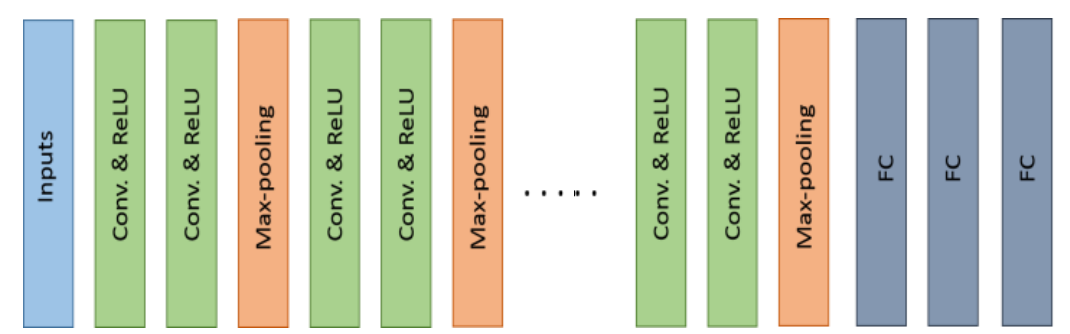 Inputs
Conv. & ReLU
Conv. & ReLU
Max-pooling
Conv. & ReLU
Conv. & ReLU
Max-pooling
.....
Conv. & ReLU
Conv. & ReLU
Max-pooling
FC
FC
FC